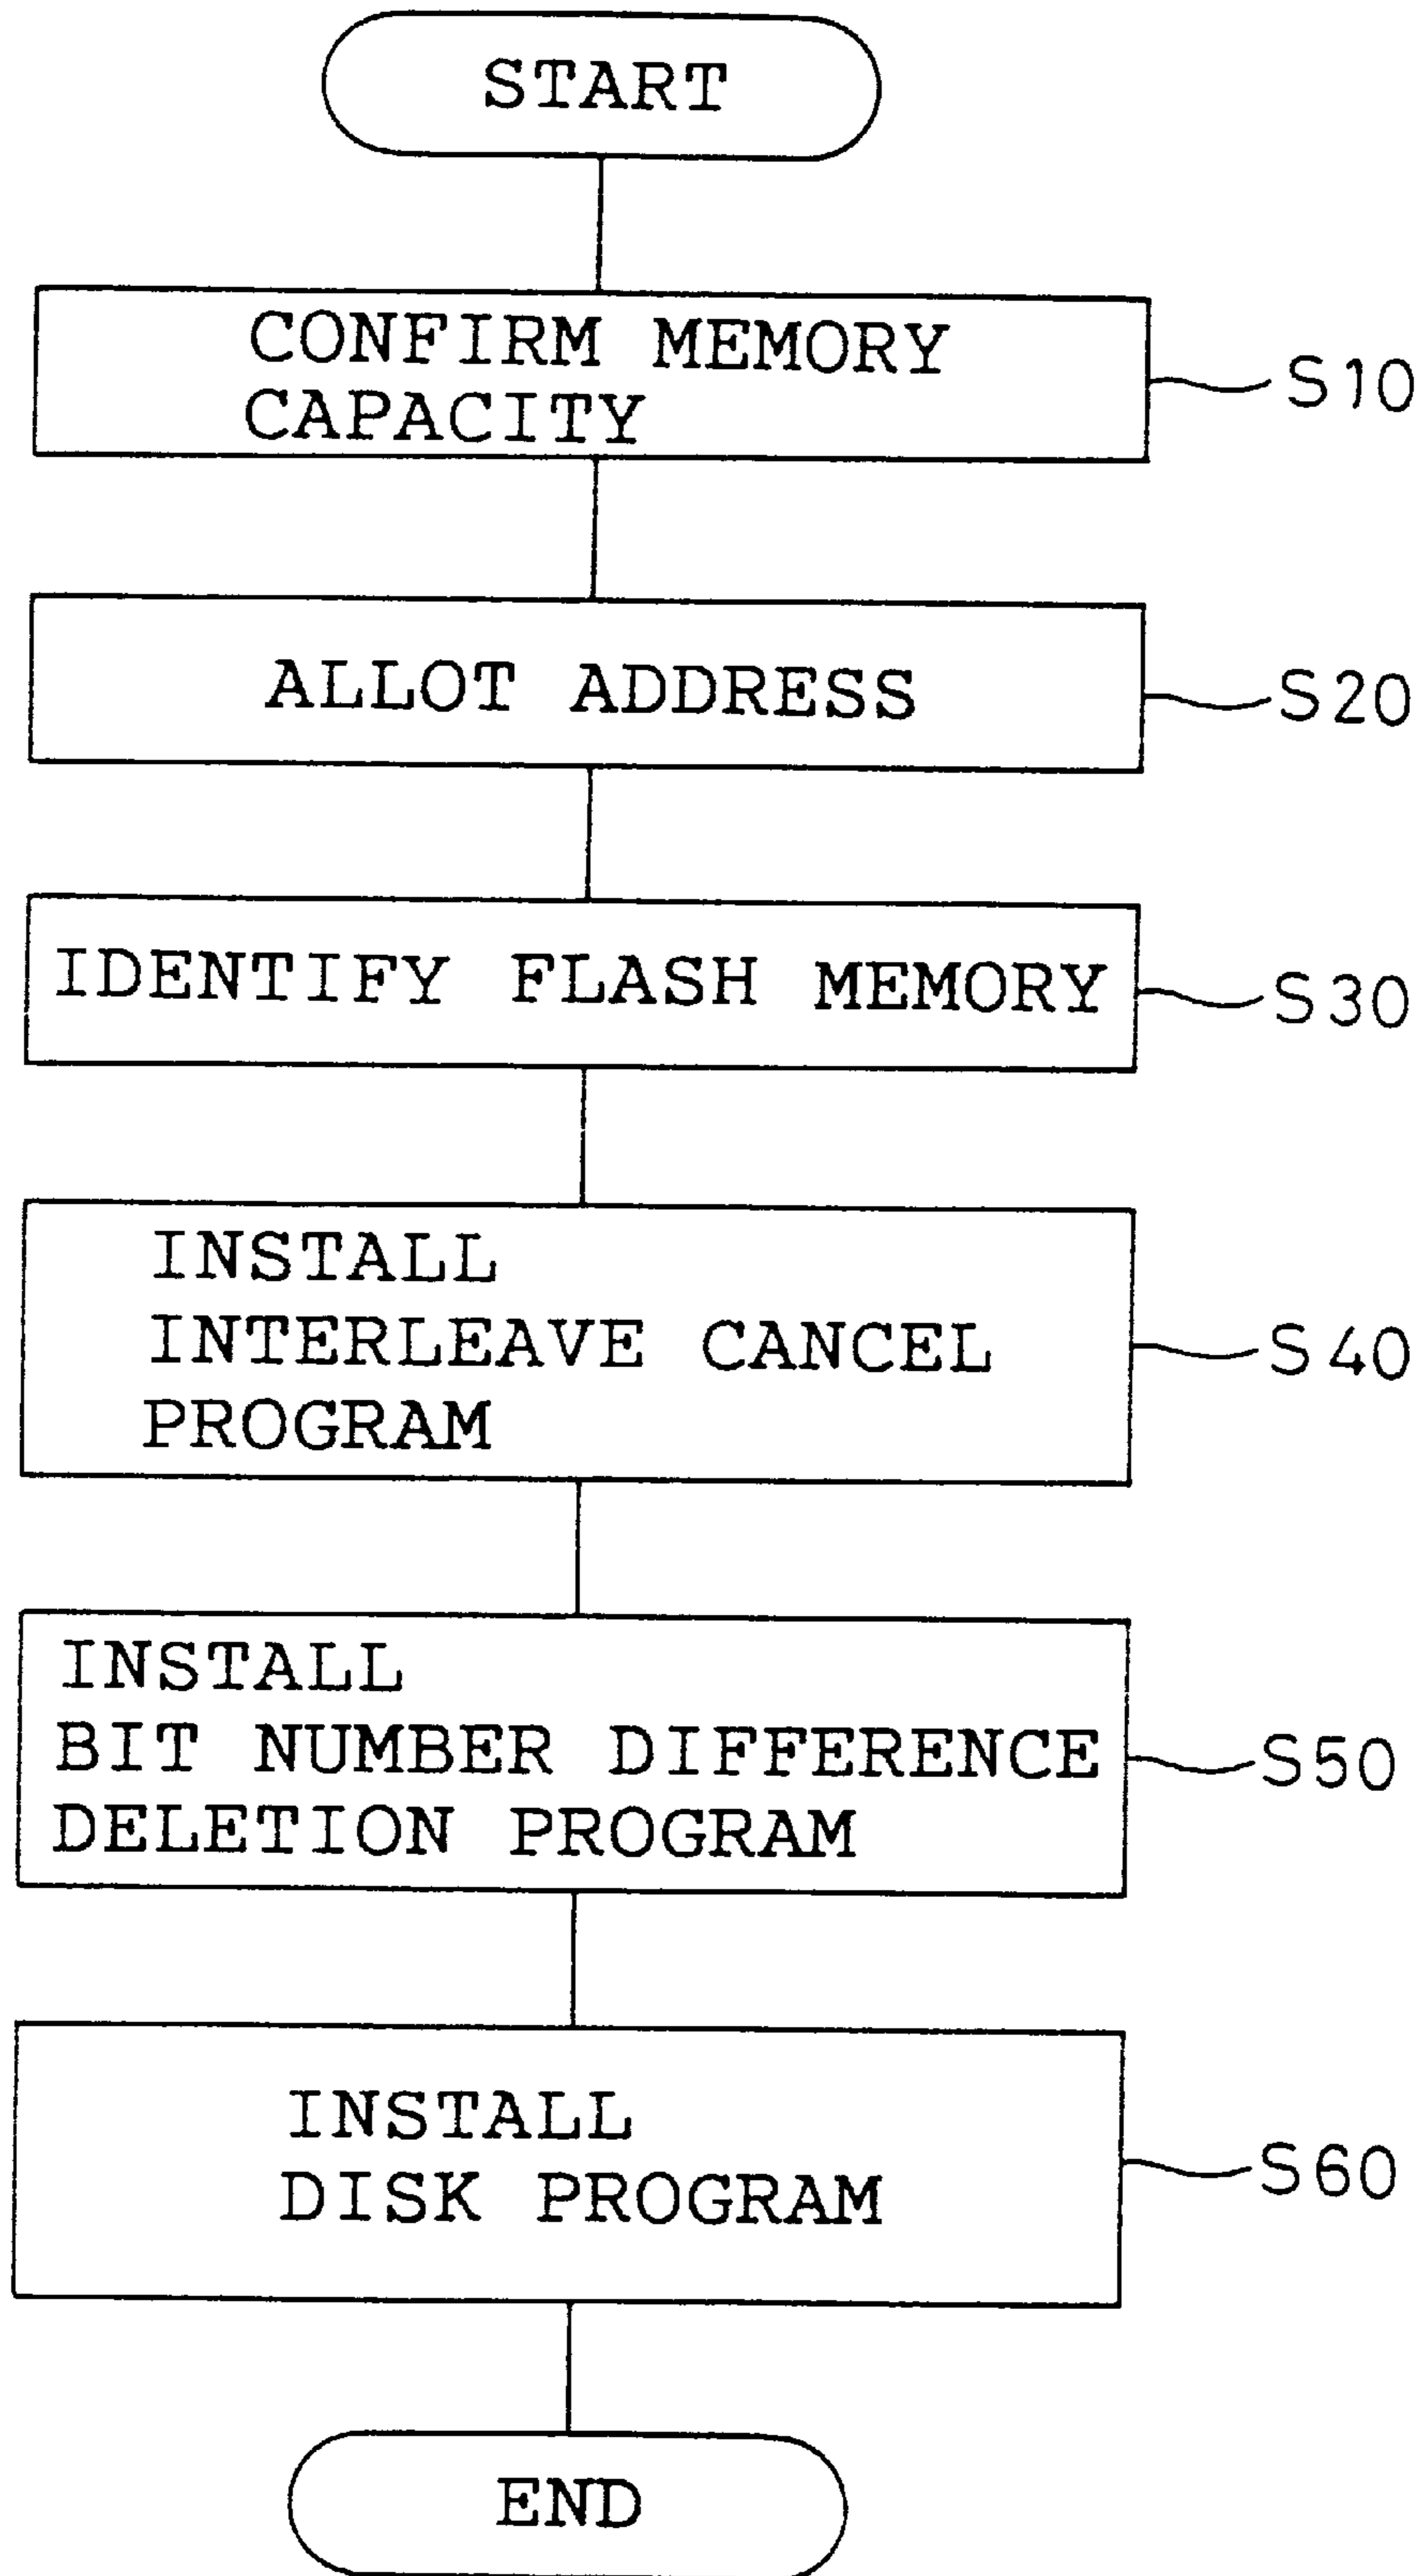 START
CONFIRM MEMORY
CAPACITY
S10
ALLOT ADDRESS
S20
IDENTIFY FLASH MEMORY
S30
INSTALL
INTERLEAVE CANCEL
PROGRAM
S40
INSTALL
BIT NUMBER DIFFERENCE
DELETION PROGRAM
S50
INSTALL
DISK PROGRAM
S60
END